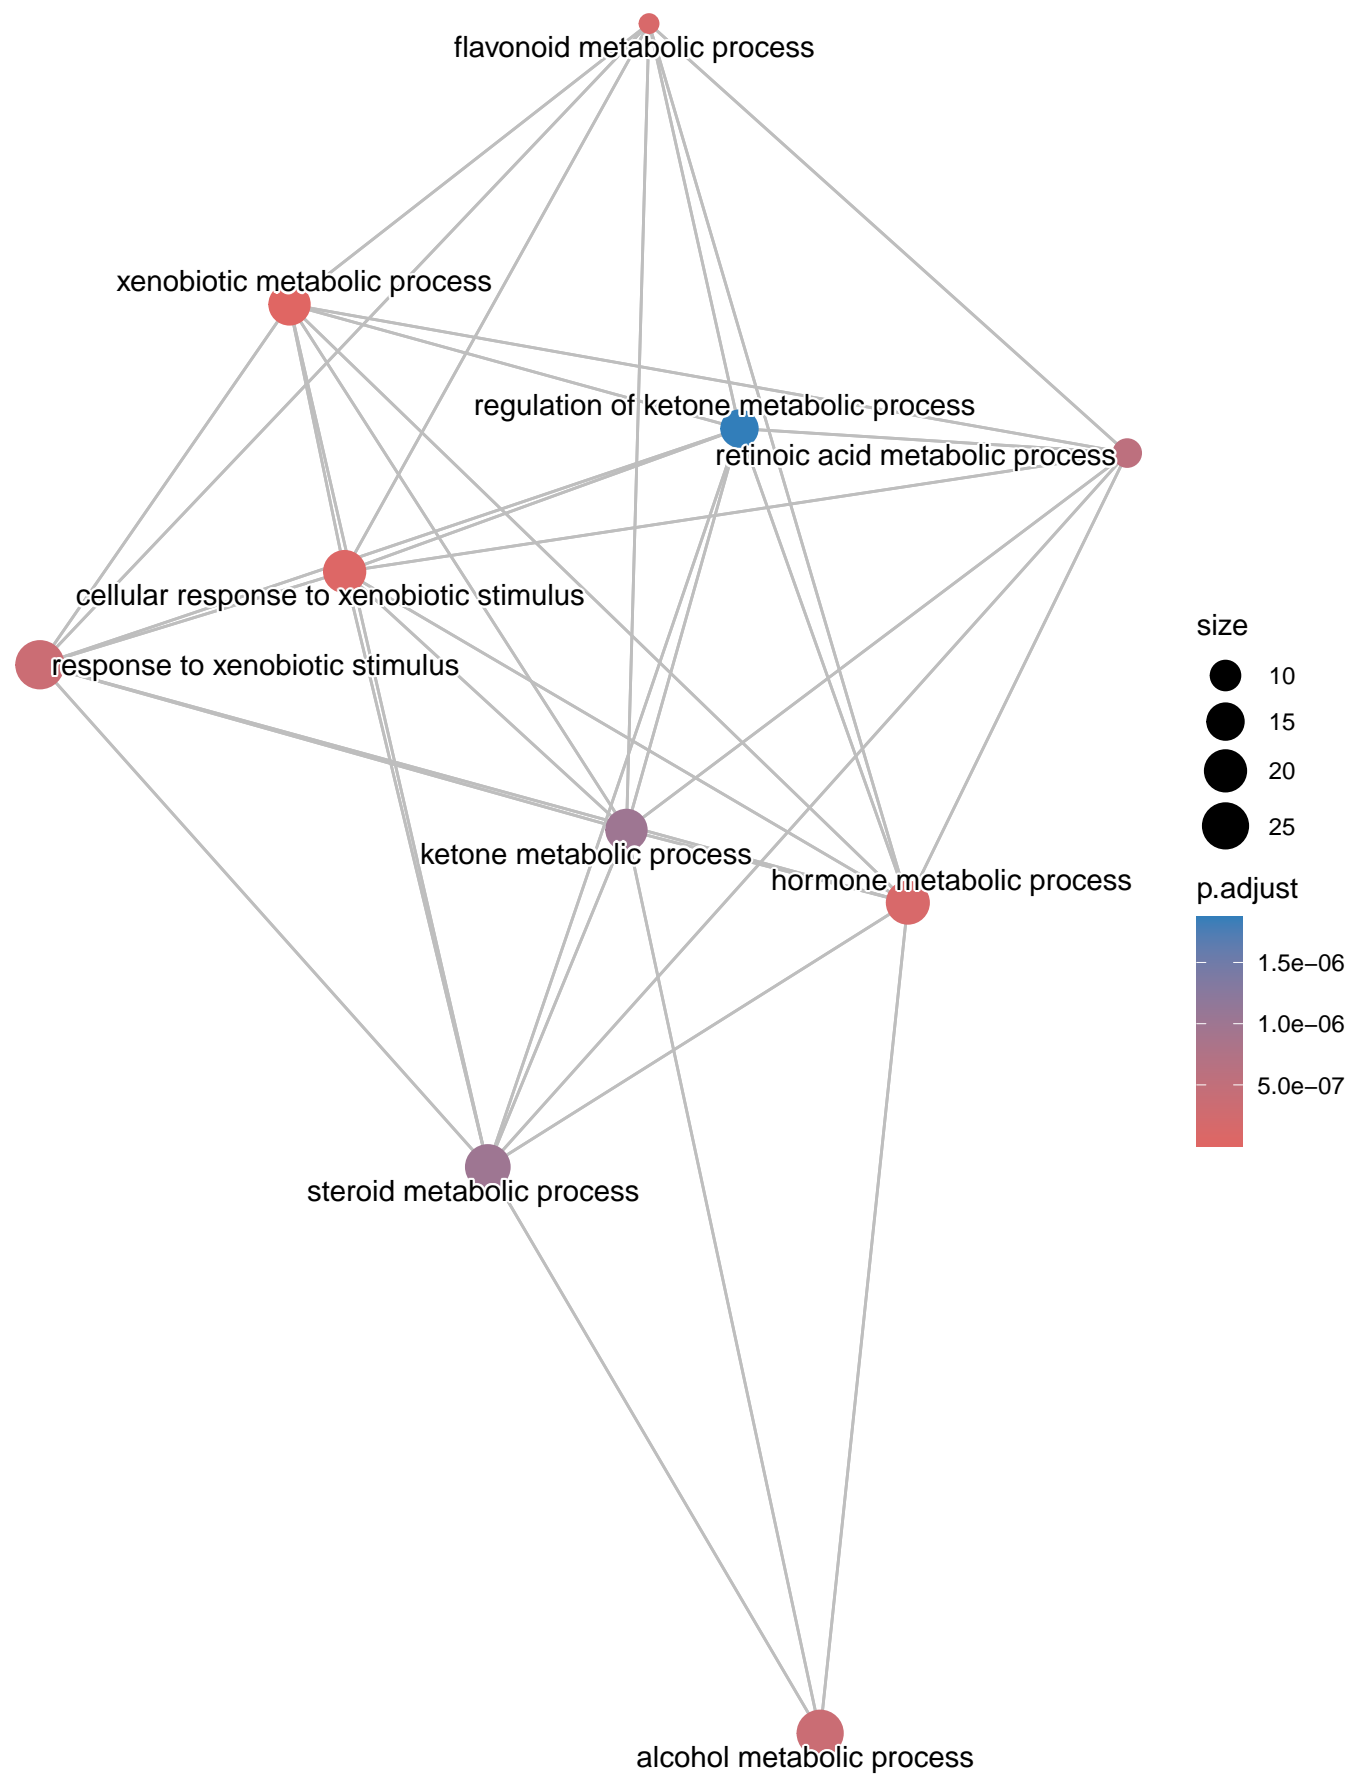 flavonoid metabolic process
xenobiotic metabolic process
regulation of ketone metabolic process
retinoic acid metabolic process
cellular response to xenobiotic stimulus
response to xenobiotic stimulus
ketone metabolic process
hormone metabolic process
steroid metabolic process
alcohol metabolic process
size
10
15
20
25
p.adjust
1.5e−06
1.0e−06
5.0e−07